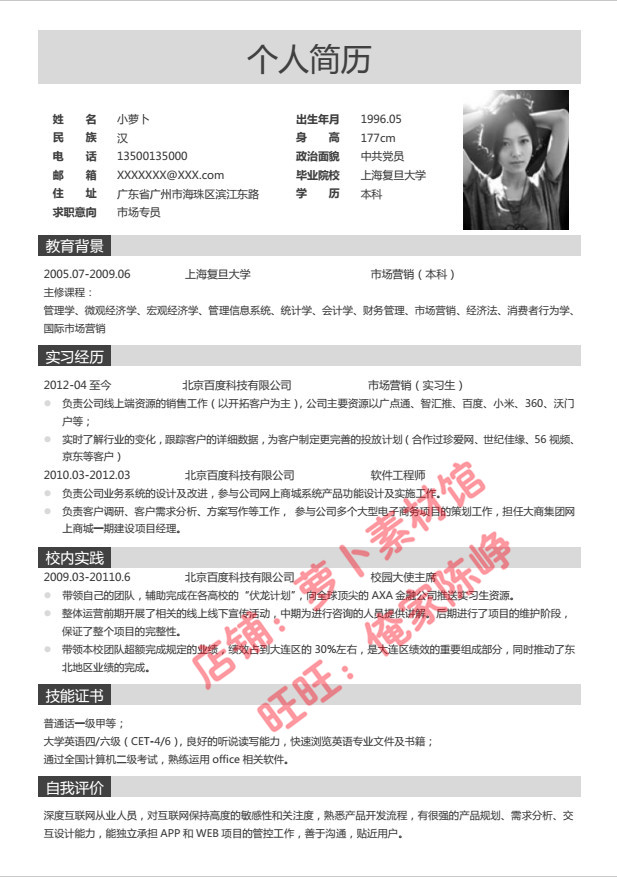 个人简历
姓 名 小萝卜 出生年月 1996.05
民 族 汉 身 高 177cm
电 话 13500135000 政治面貌 中共党员
邮 箱 XXXXXXX@XXX.com 毕业院校 上海复旦大学
住 址 广东省广州市海珠区滨江东路 学 历 本科
求职意向 市场专员
教育背景
2005.07-2009.06 上海复旦大学 市场营销（本科）
主修课程：
管理学、微观经济学、宏观经济学、管理信息系统、统计学、会计学、财务管理、市场营销、经济法、消费者行为学、
国际市场营销
实习经历
2012-04 至今 北京百度科技有限公司 市场营销（实习生）
负责公司线上端资源的销售工作（以开拓客户为主），公司主要资源以广点通、智汇推、百度、小米、360、沃门
户等；
实时了解行业的变化，跟踪客户的详细数据，为客户制定更完善的投放计划（合作过珍爱网、世纪佳缘、56 视频、
京东等客户）
2010.03-2012.03 北京百度科技有限公司 软件工程师
负责公司业务系统的设计及改进，参与公司网上商城系统产品功能设计及实施工作。
负责客户调研、客户需求分析、方案写作等工作， 参与公司多个大型电子商务项目的策划工作，担任大商集团网
上商城一期建设项目经理。
校内实践
2009.03-20110.6 北京百度科技有限公司 校园大使主席
带领自己的团队，辅助完成在各高校的“伏龙计划”，向全球顶尖的 AXA 金融公司推送实习生资源。
整体运营前期开展了相关的线上线下宣传活动，中期为进行咨询的人员提供讲解。后期进行了项目的维护阶段，
保证了整个项目的完整性。
带领本校团队超额完成规定的业绩，绩效占到大连区的 30%左右，是大连区绩效的重要组成部分，同时推动了东
北地区业绩的完成。
店铺：萝卜素材馆
旺旺：俺家陈峥
技能证书
普通话一级甲等；
大学英语四/六级（CET-4/6），良好的听说读写能力，快速浏览英语专业文件及书籍；
通过全国计算机二级考试，熟练运用 office 相关软件。
自我评价
深度互联网从业人员，对互联网保持高度的敏感性和关注度，熟悉产品开发流程，有很强的产品规划、需求分析、交
互设计能力，能独立承担 APP 和 WEB 项目的管控工作，善于沟通，贴近用户。